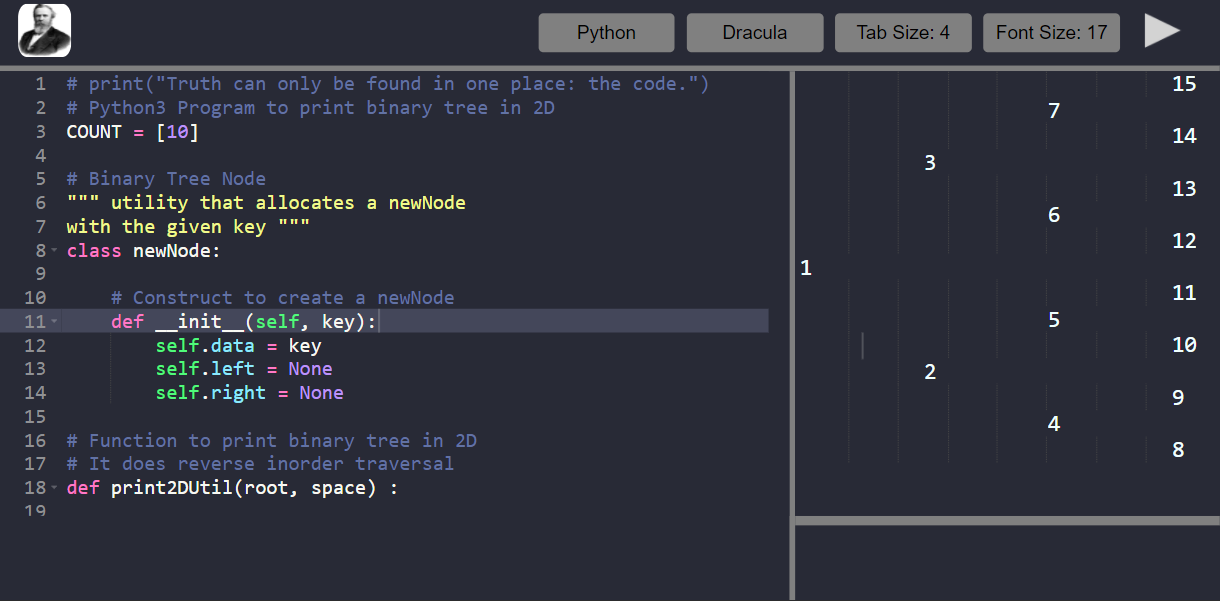 Python Dracula Tab Size: 4 Font Size: 17
1 # print("Truth can only be found in one place: the code.")
2 # Python3 Program to print binary tree in 2D
3 COUNT = [10]
4
5 # Binary Tree Node
6 """ utility that allocates a newNode
7 with the given key """
8 class newNode:
9
10     # Construct to create a newNode
11     def __init__(self, key):
12         self.data = key
13         self.left = None
14         self.right = None
15
16 # Function to print binary tree in 2D
17 # It does reverse inorder traversal
18 def print2DUtil(root, space) :
19
15
7
14
3
13
6
12
1
11
5
10
2
9
4
8